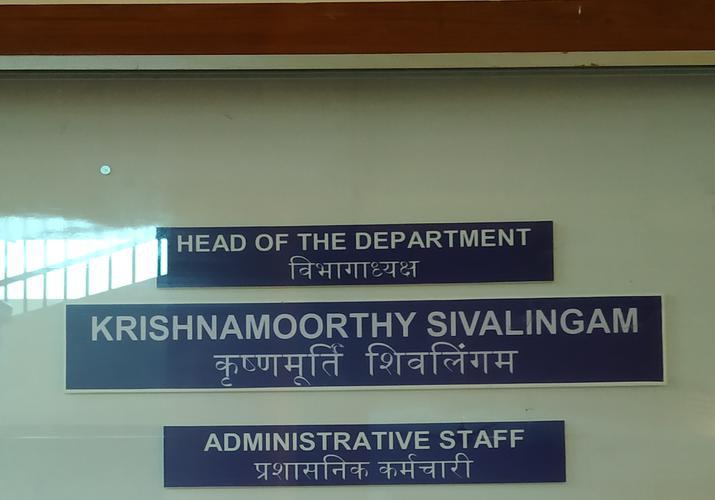 HEAD OF THE DEPARTMENT
विभागाध्यक्ष
KRISHNAMOORTHY SIVALINGAM
कृष्णमूर्ति शिवलिंगम
ADMINISTRATIVE STAFF
प्रशासनिक कर्मचारी